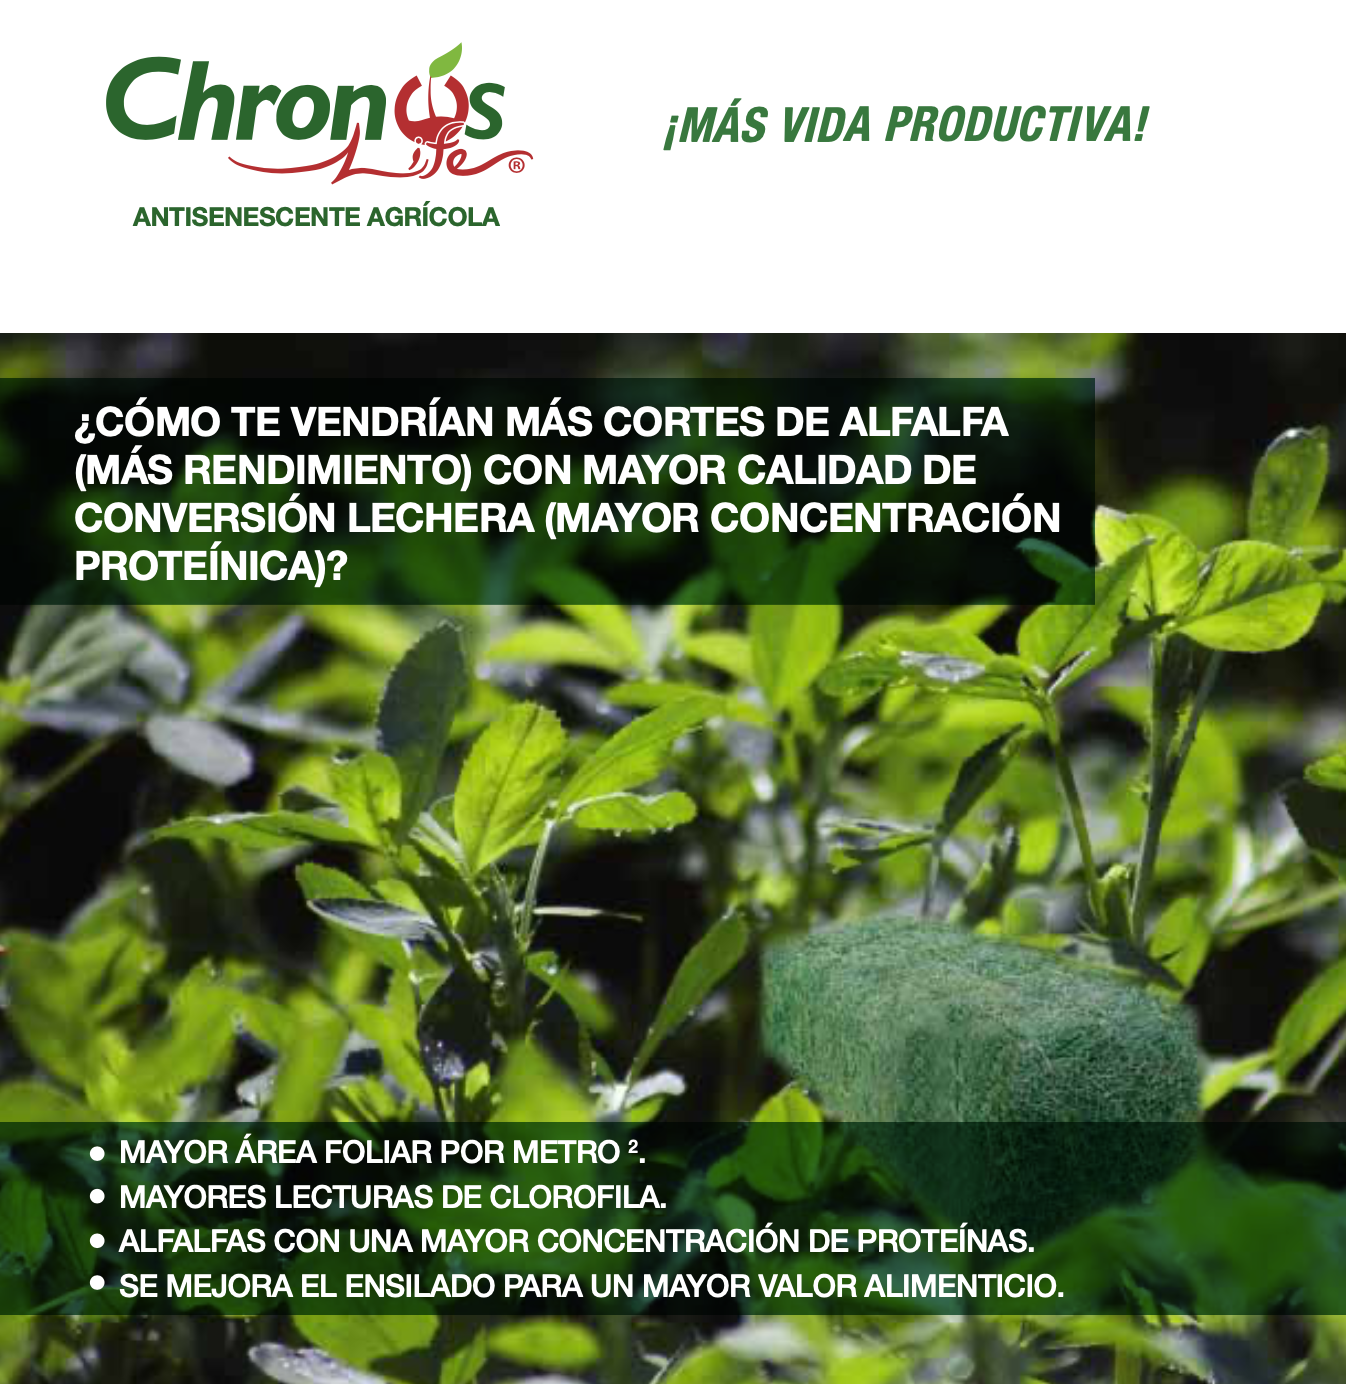 Chronos
Life®
ANTISENESCENTE AGRÍCOLA
¡MÁS VIDA PRODUCTIVA!
¿CÓMO TE VENDRÍAN MÁS CORTES DE ALFALFA
(MÁS RENDIMIENTO) CON MAYOR CALIDAD DE
CONVERSIÓN LECHERA (MAYOR CONCENTRACIÓN
PROTEÍNICA)?
● MAYOR ÁREA FOLIAR POR METRO ².
● MAYORES LECTURAS DE CLOROFILA.
● ALFALFAS CON UNA MAYOR CONCENTRACIÓN DE PROTEÍNAS.
● SE MEJORA EL ENSILADO PARA UN MAYOR VALOR ALIMENTICIO.